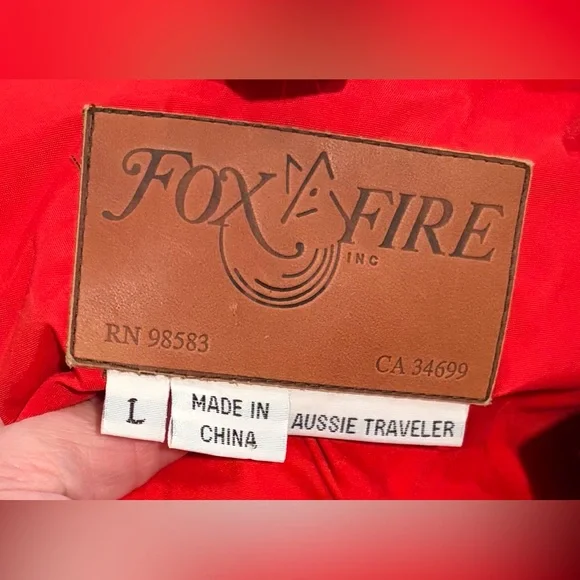 FOX FIRE
INC
RN 98583
CA 34699
L
MADE IN
CHINA
AUSSIE TRAVELER